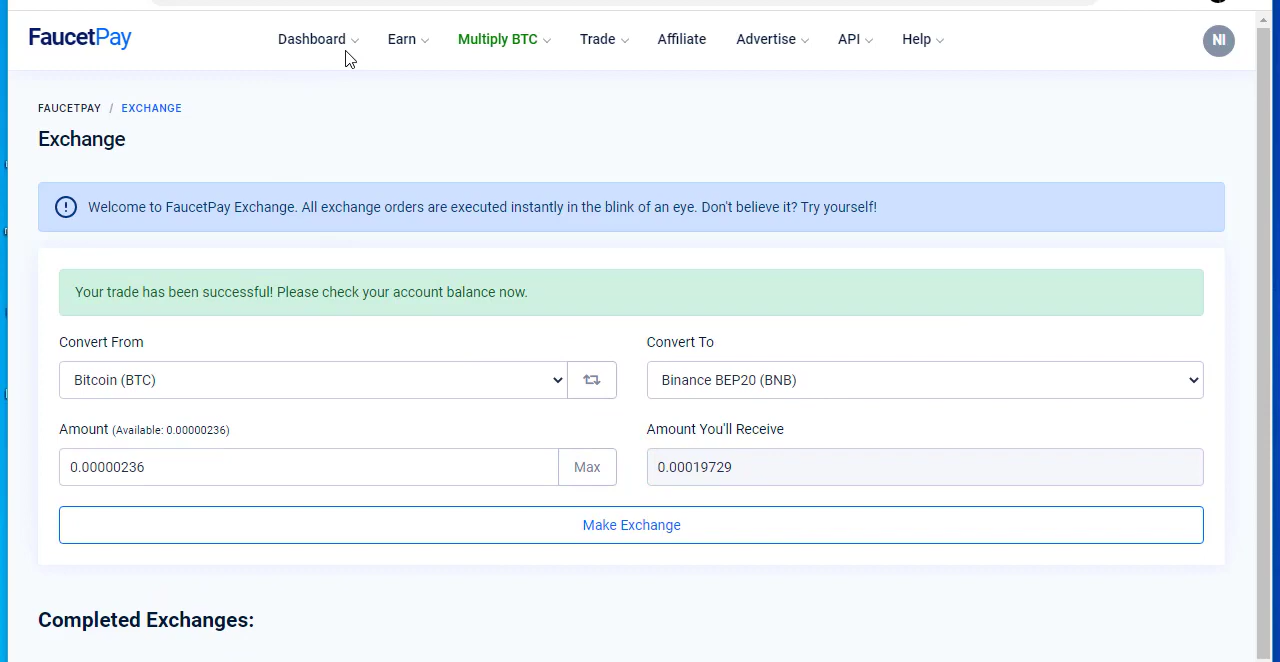 FaucetPay
Dashboard Earn Multiply BTC Trade Affiliate Advertise API Help NI
FAUCETPAY / EXCHANGE
Exchange
Welcome to FaucetPay Exchange. All exchange orders are executed instantly in the blink of an eye. Don't believe it? Try yourself!
Your trade has been successful! Please check your account balance now.
Convert From
Bitcoin (BTC)
Convert To
Binance BEP20 (BNB)
Amount (Available: 0.00000236)
0.00000236 Max
Amount You'll Receive
0.00019729
Make Exchange
Completed Exchanges: